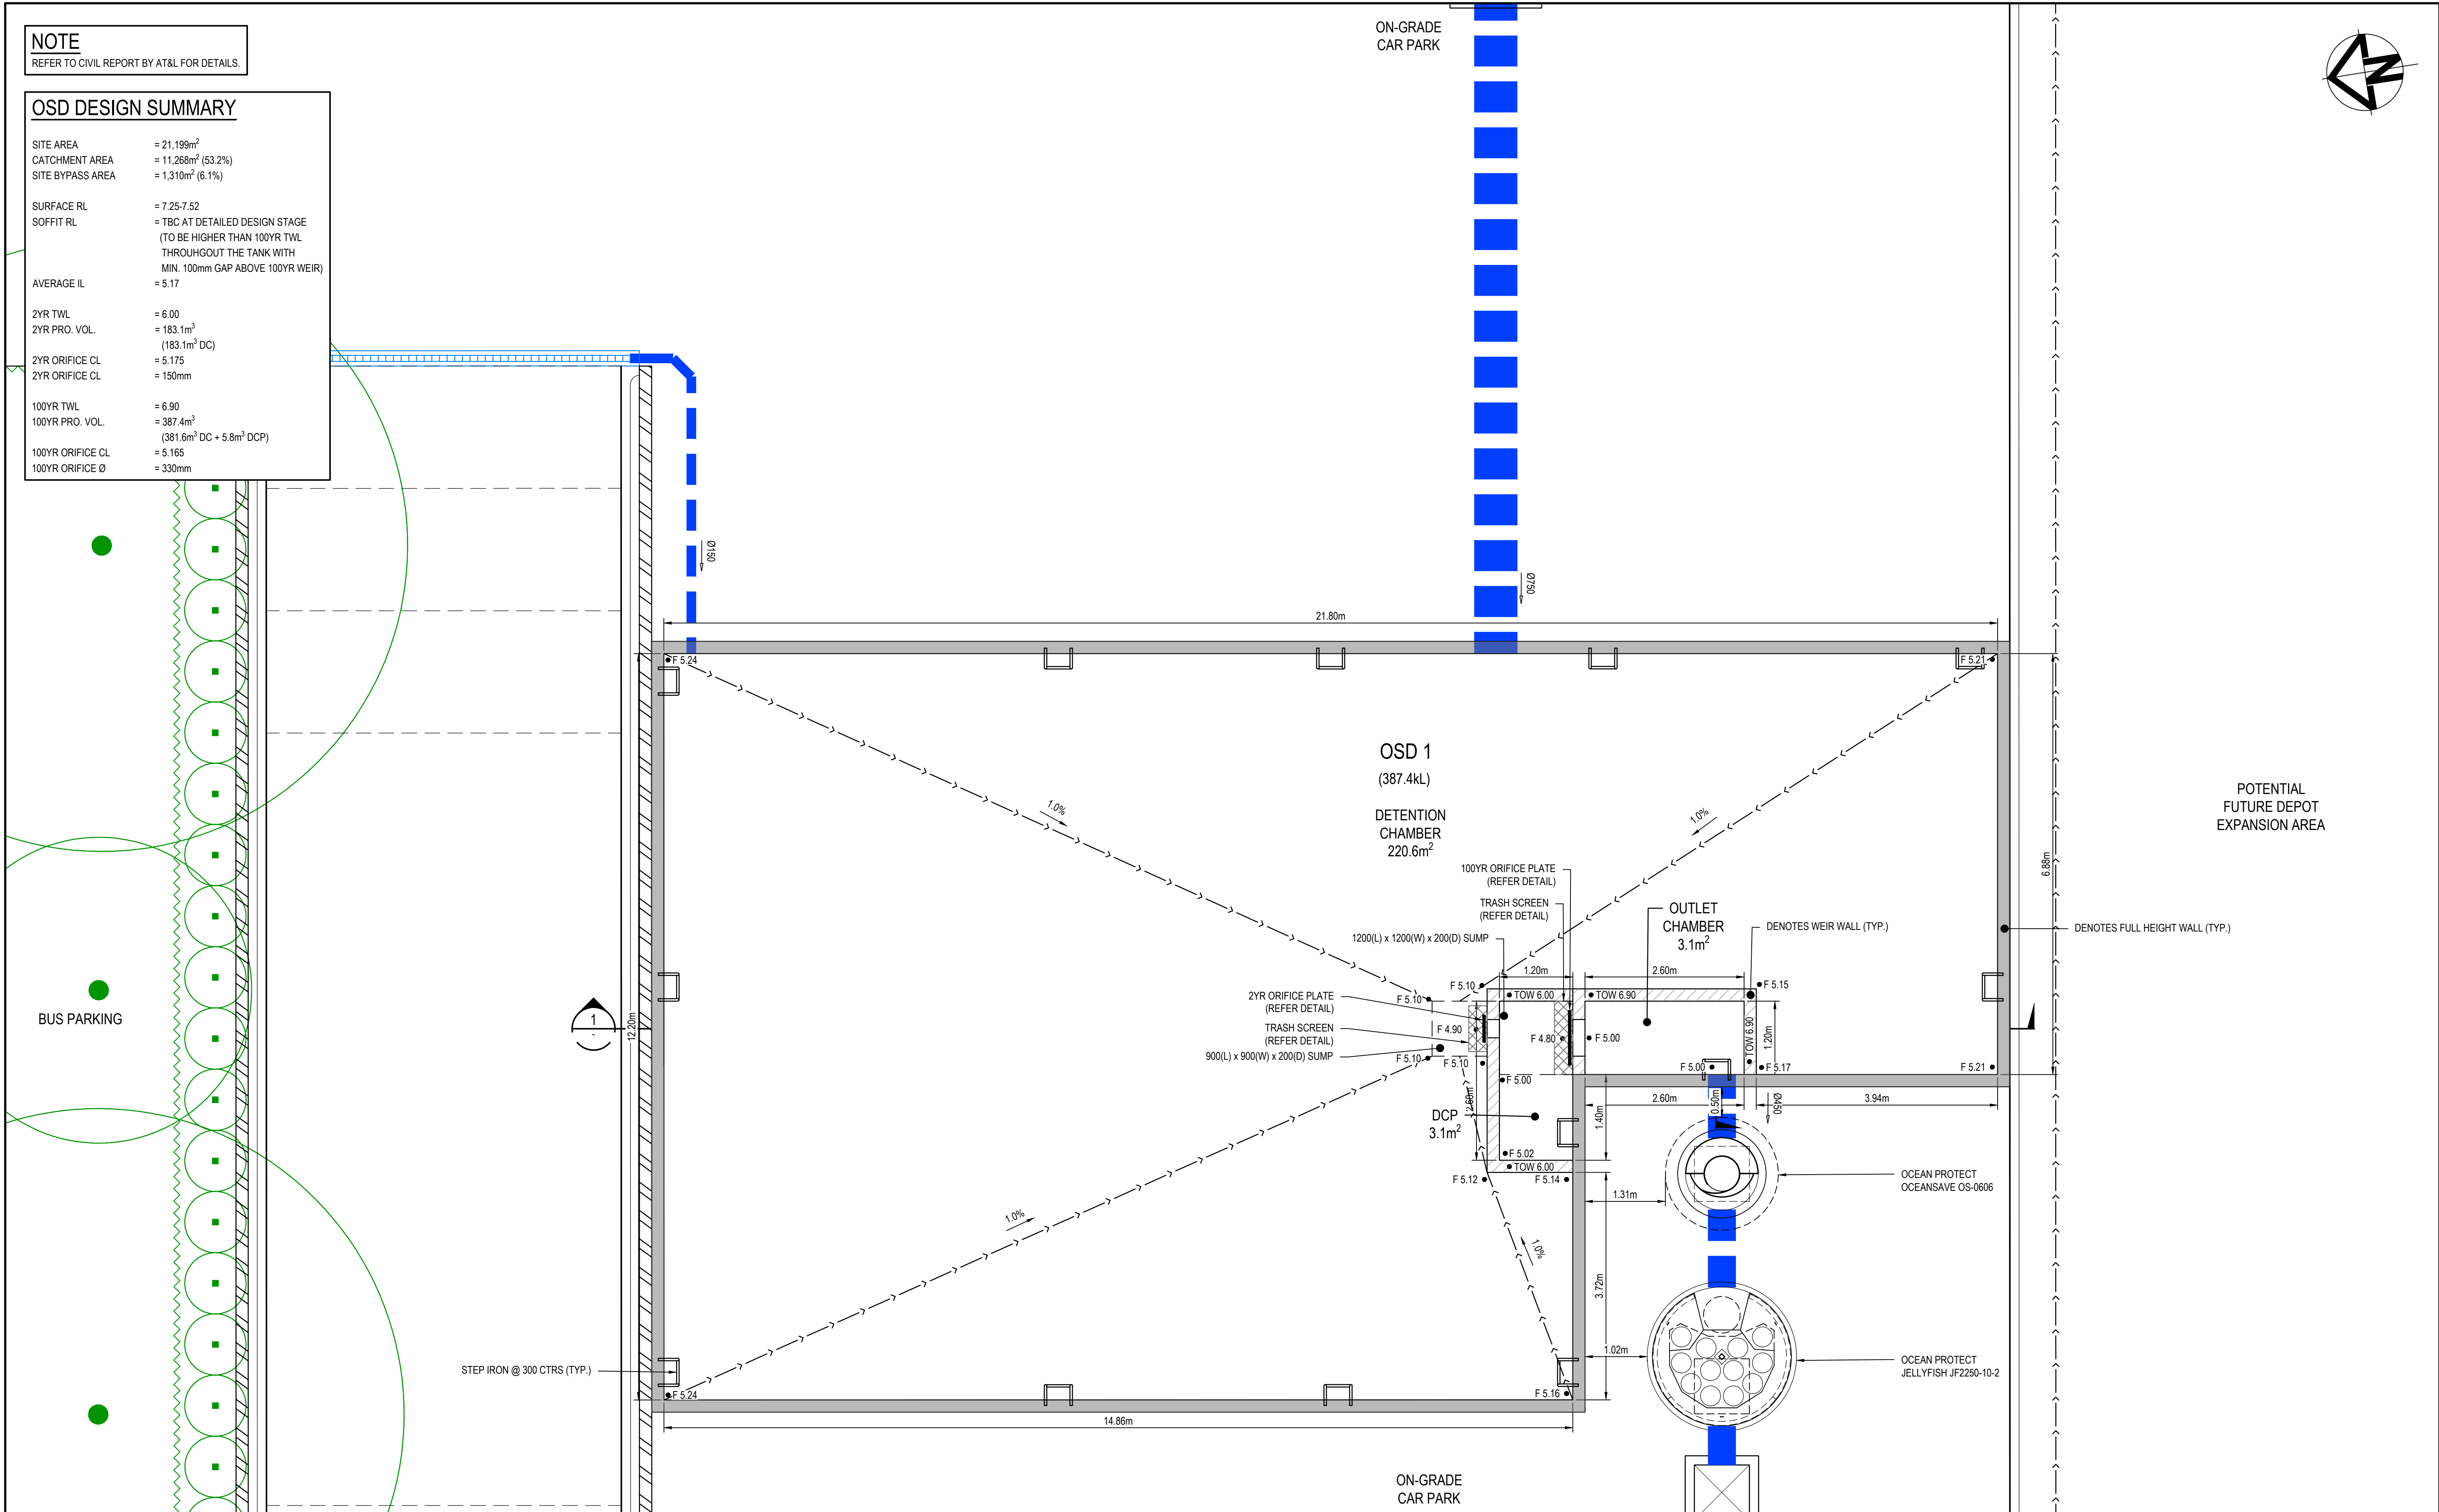 NOTE
REFER TO CIVIL REPORT BY AT&L FOR DETAILS.
OSD DESIGN SUMMARY
SITE AREA = 21,199m²
CATCHMENT AREA = 11,268m² (53.2%)
SITE BYPASS AREA = 1,310m² (6.1%)
SURFACE RL = 7.25-7.52
SOFFIT RL = TBC AT DETAILED DESIGN STAGE
(TO BE HIGHER THAN 100YR TWL
THROUHGOUT THE TANK WITH
MIN. 100mm GAP ABOVE 100YR WEIR)
AVERAGE IL = 5.17
2YR TWL = 6.00
2YR PRO. VOL. = 183.1m³
(183.1m³ DC)
2YR ORIFICE CL = 5.175
2YR ORIFICE CL = 150mm
100YR TWL = 6.90
100YR PRO. VOL. = 387.4m³
(381.6m³ DC + 5.8m³ DCP)
100YR ORIFICE CL = 5.165
100YR ORIFICE Ø = 330mm
ON-GRADE
CAR PARK
N
Ø150
Ø750
21.80m
F 5.24
F 5.21
OSD 1
(387.4kL)
DETENTION
CHAMBER
220.6m²
1.0%
1.0%
POTENTIAL
FUTURE DEPOT
EXPANSION AREA
6.88m
100YR ORIFICE PLATE
(REFER DETAIL)
TRASH SCREEN
(REFER DETAIL)
OUTLET
CHAMBER
3.1m²
DENOTES WEIR WALL (TYP.)
DENOTES FULL HEIGHT WALL (TYP.)
1200(L) x 1200(W) x 200(D) SUMP
1.20m
2.60m
F 5.10
F 5.15
2YR ORIFICE PLATE
(REFER DETAIL)
F 5.10
TOW 6.00
TOW 6.90
BUS PARKING
1
-
12.20m
TRASH SCREEN
(REFER DETAIL)
F 4.90
F 4.80
F 5.00
TOW 6.90
1.20m
900(L) x 900(W) x 200(D) SUMP
F 5.10
F 5.10
F 5.00
F 5.17
F 5.21
F 5.00
2.60m
2.60m
0.50m
Ø450
3.94m
DCP
3.1m²
1.40m
F 5.02
TOW 6.00
F 5.12
F 5.14
1.31m
OCEAN PROTECT
OCEANSAVE OS-0606
1.0%
1.0%
3.72m
STEP IRON @ 300 CTRS (TYP.)
1.02m
OCEAN PROTECT
JELLYFISH JF2250-10-2
F 5.24
F 5.16
14.86m
ON-GRADE
CAR PARK